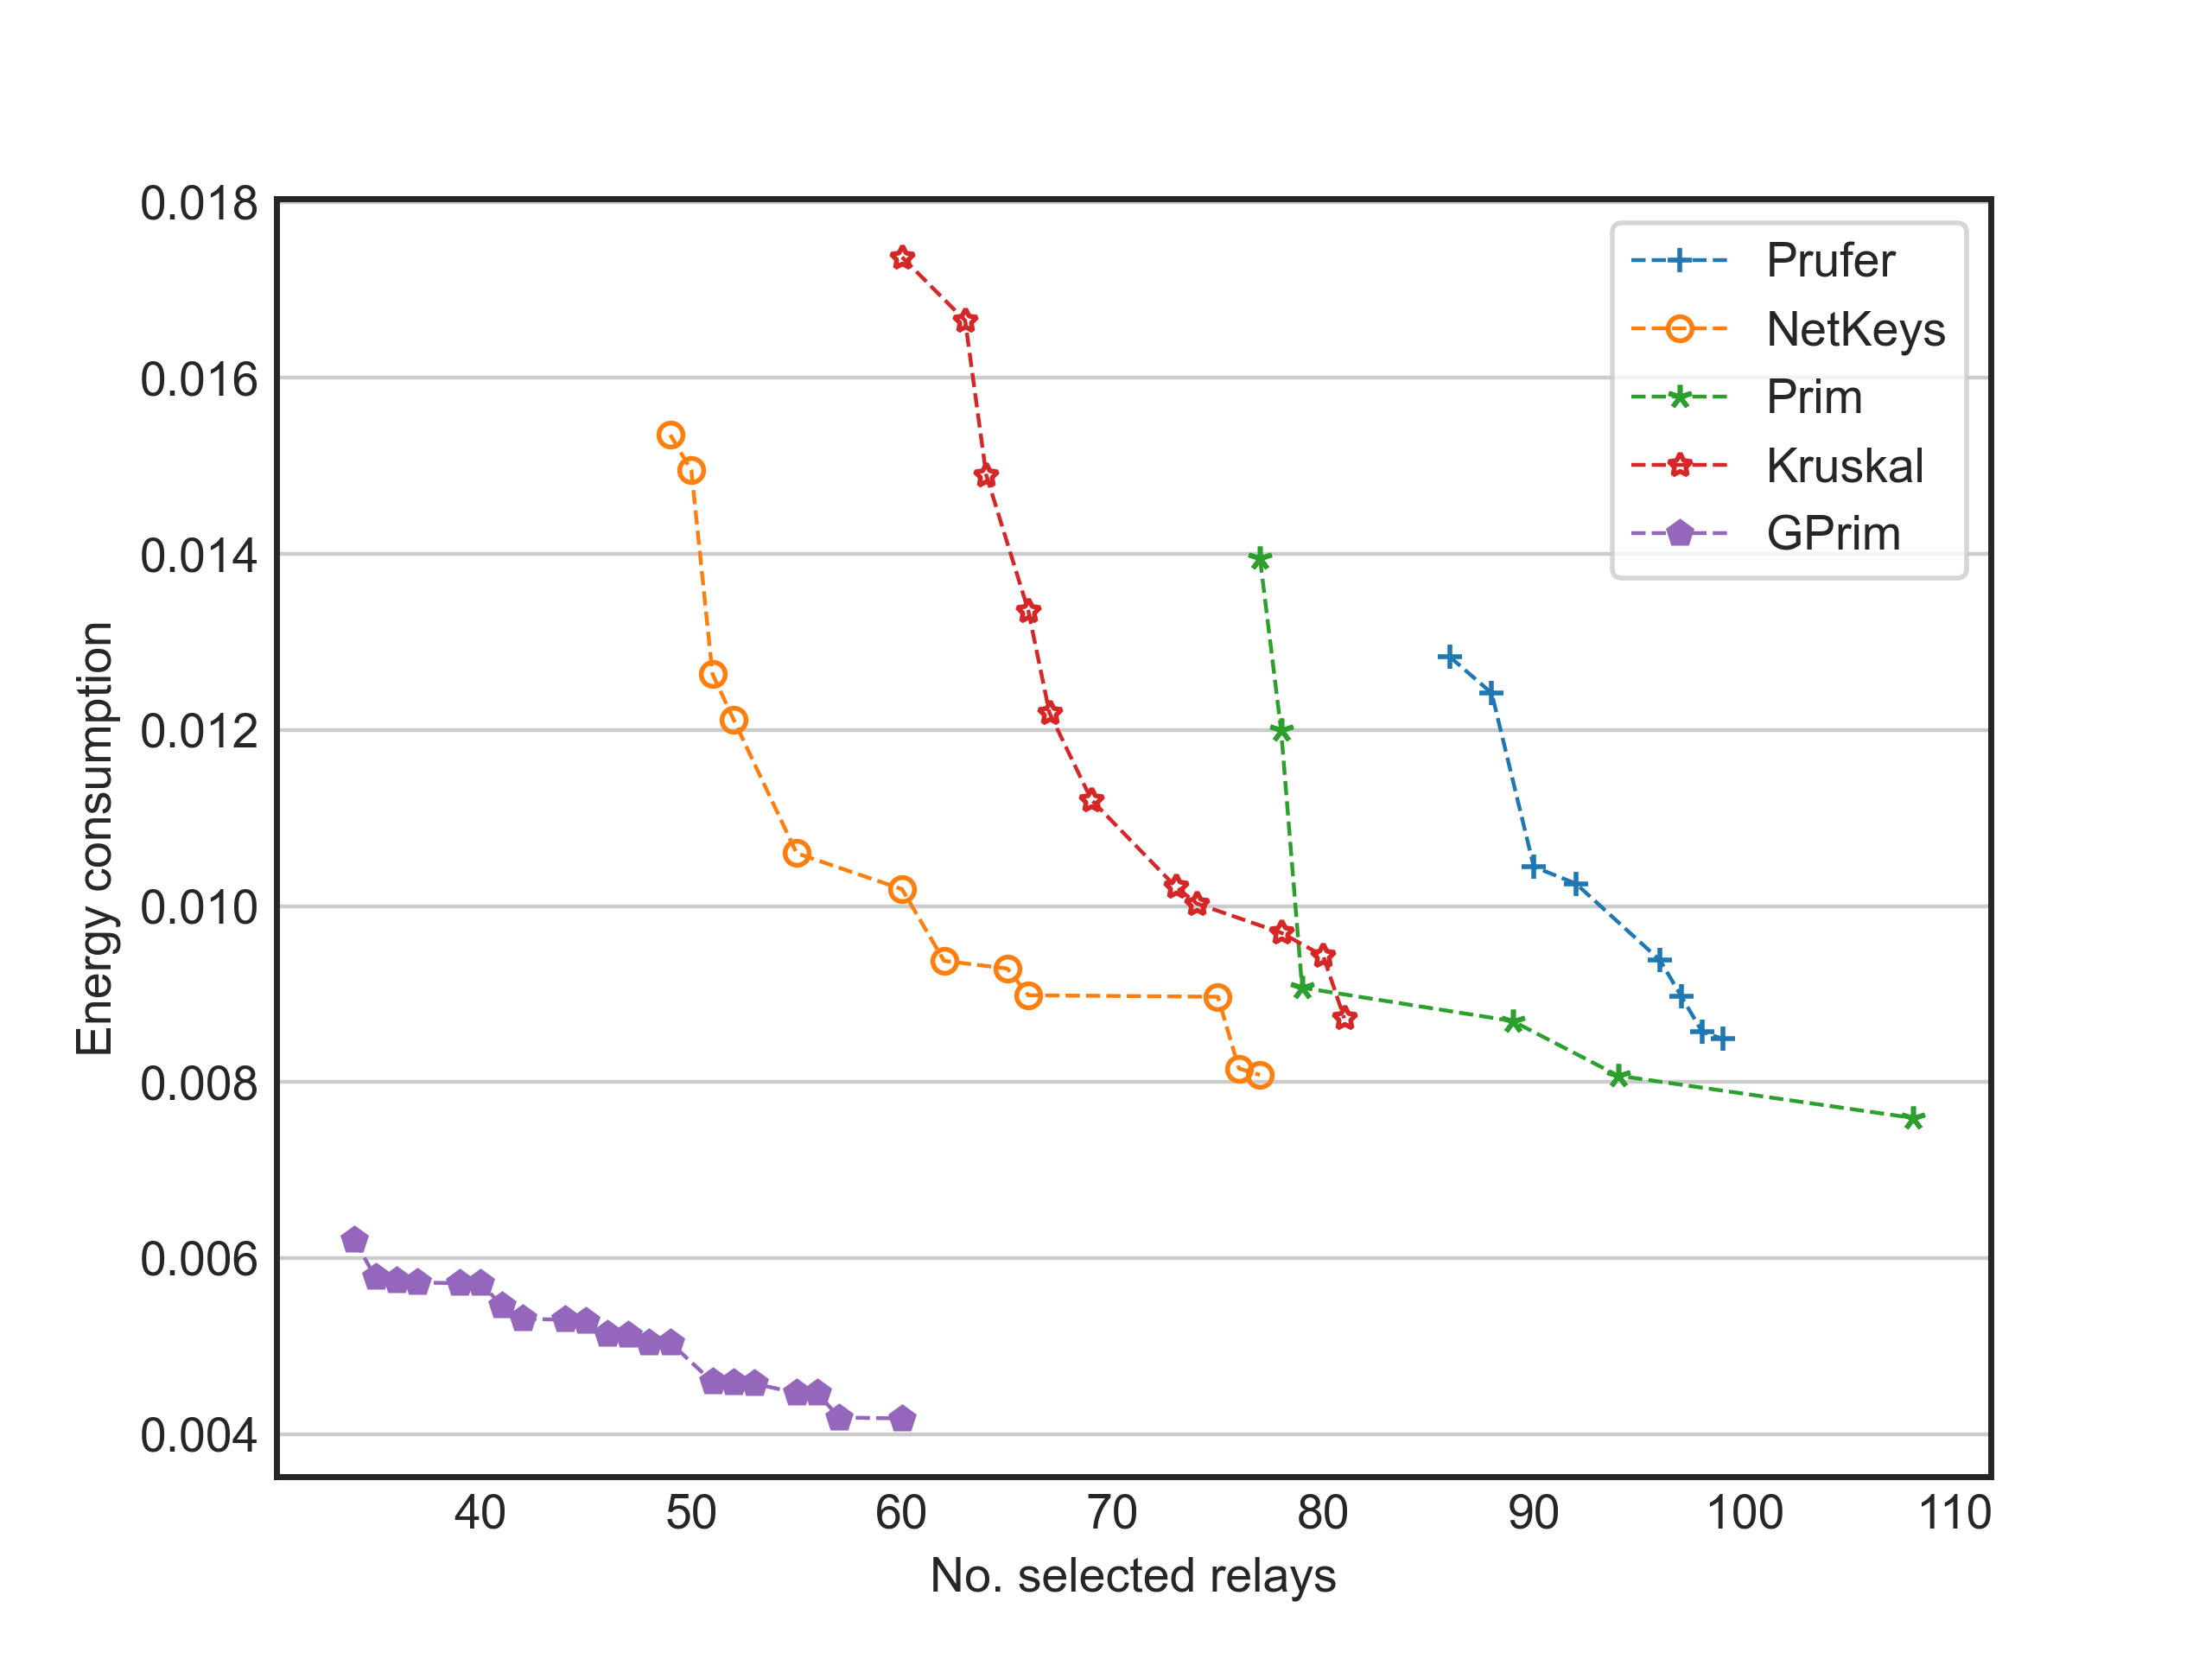 0.018
0.016
0.014
0.012
0.010
0.008
0.006
0.004
Energy consumption
Prufer
NetKeys
Prim
Kruskal
GPrim
40 50 60 70 80 90 100 110
No. selected relays